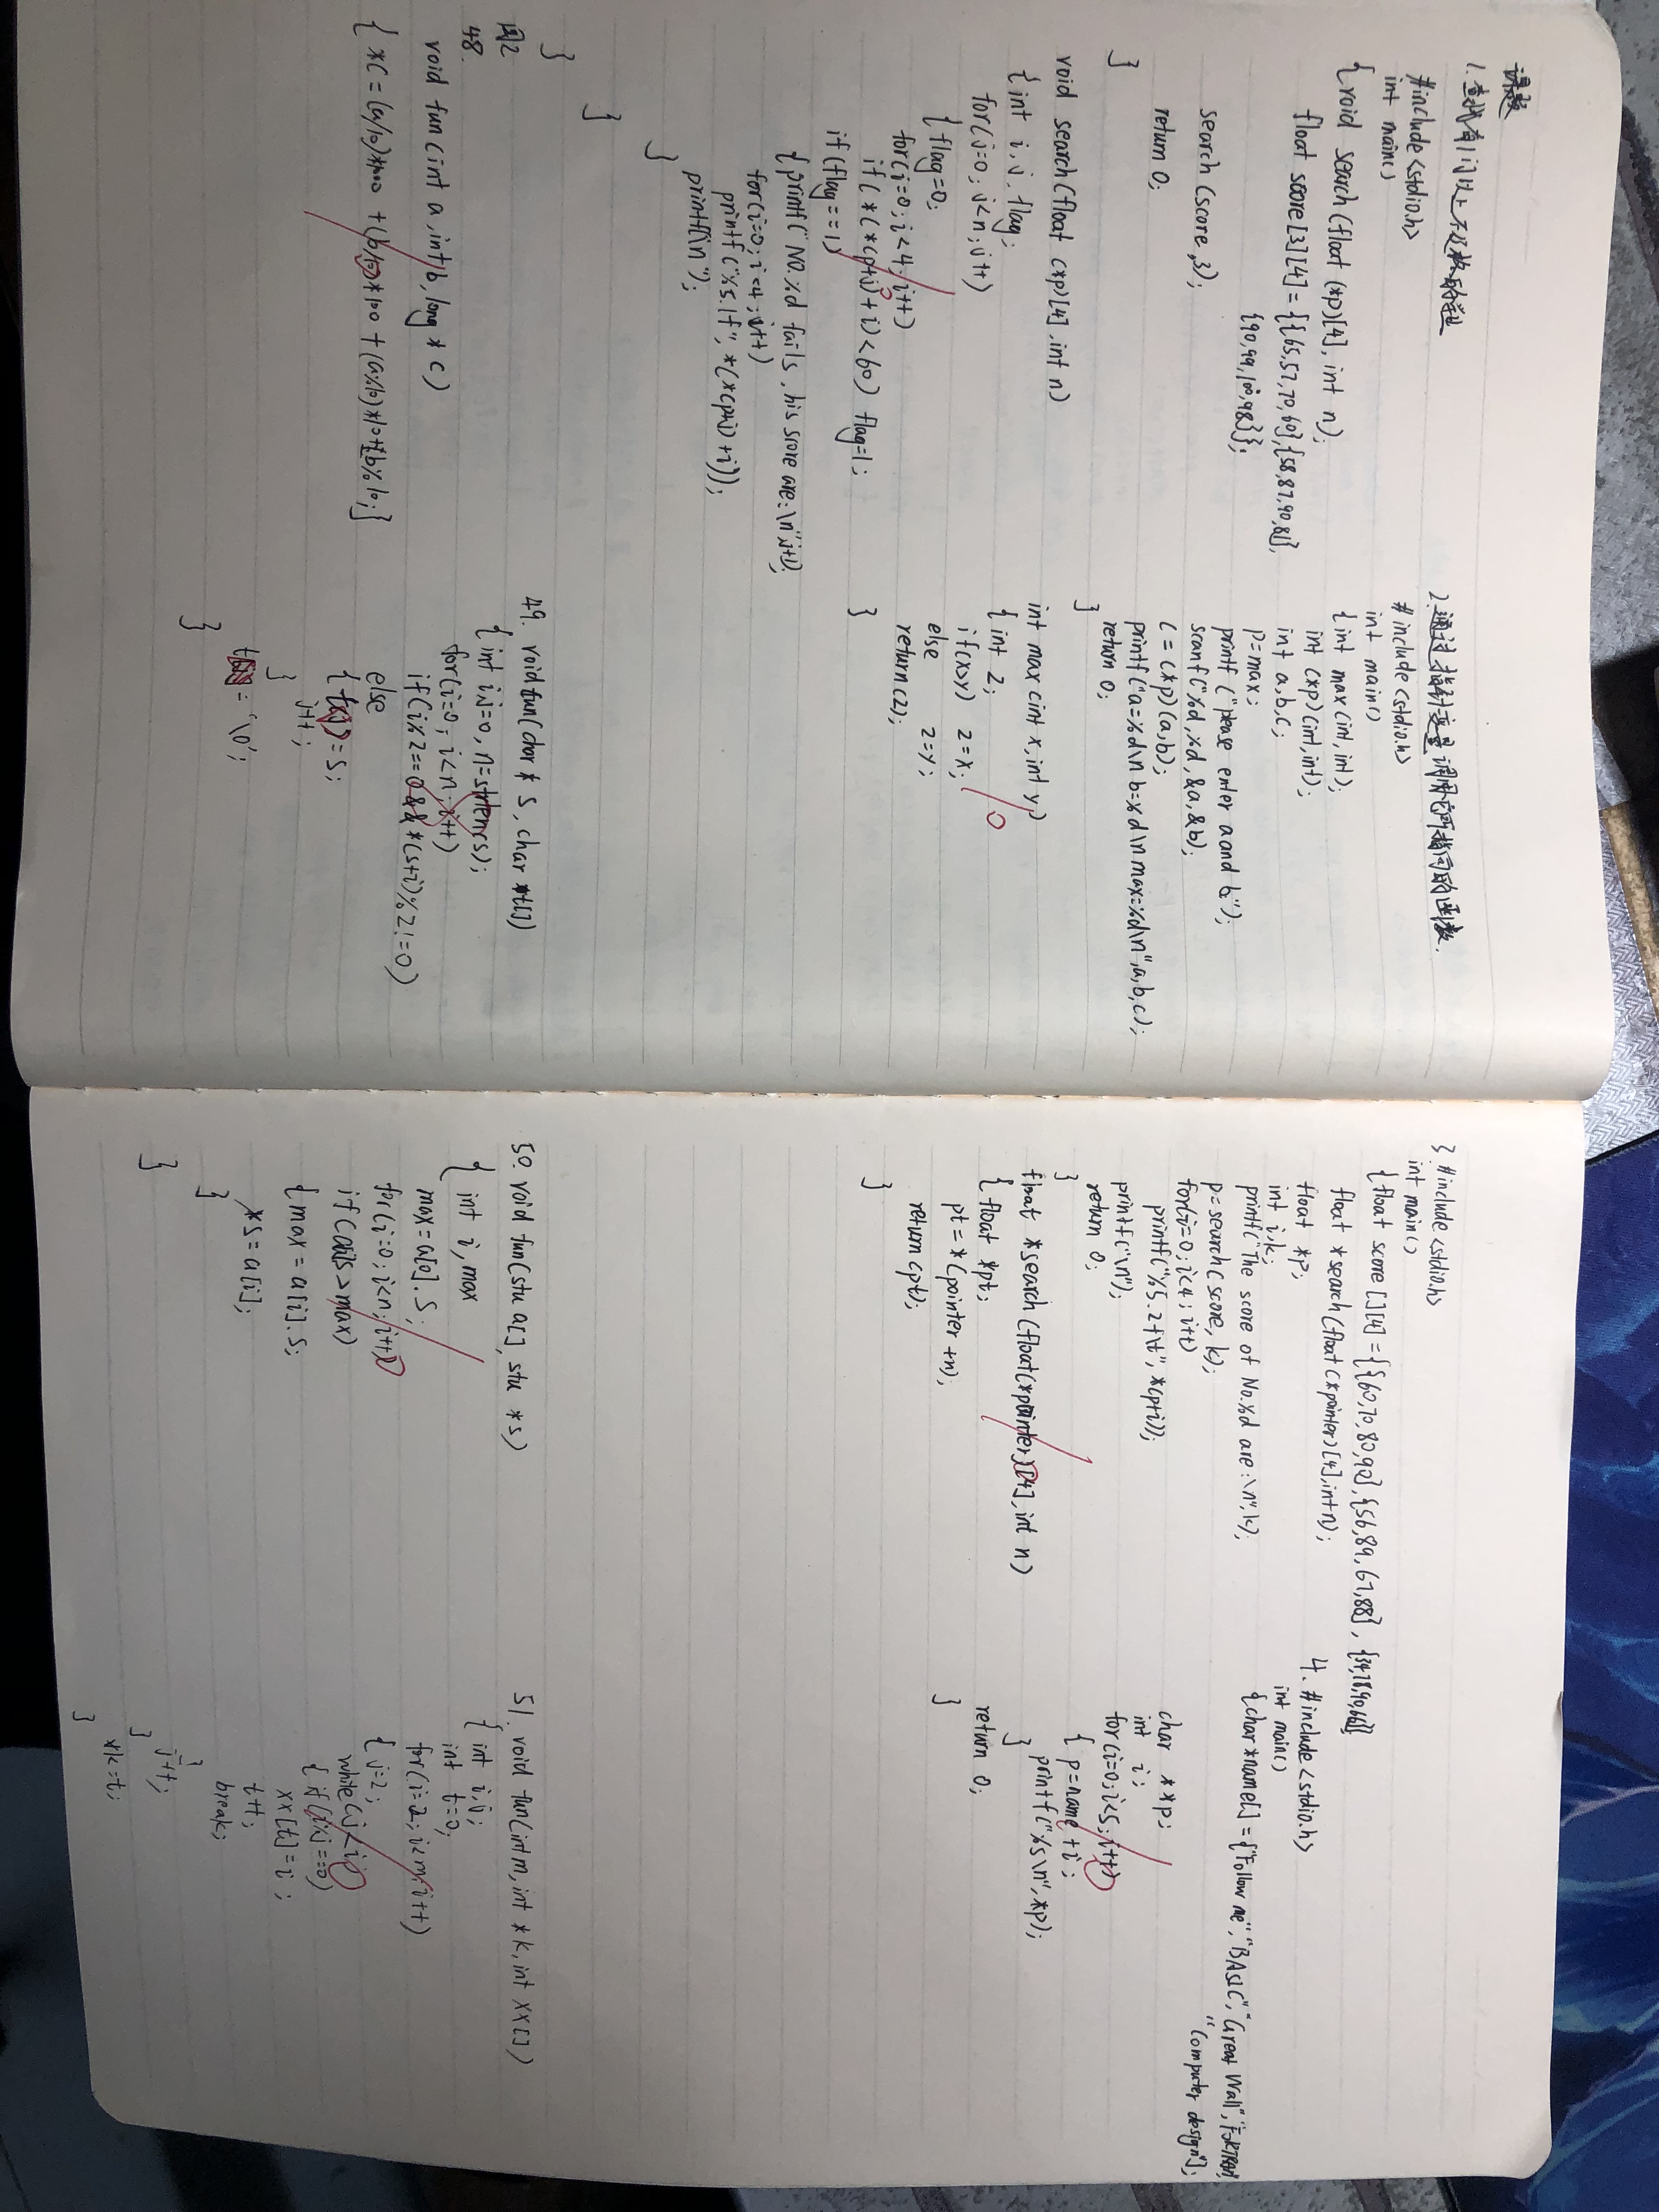 课数
1.查找有1门以上不及格的学生
#include<stdio.h>
int main()
{void search(float (*p)[4], int n);
float score[3][4]={{65,57,70,60},{58,87,90,81},
{90,99,100,98}};
search(score,3);
return 0;
}
void search(float (*p)[4],int n)
{int i,j,flag;
for(j=0;j<n;j++)
{flag=0;
for(i=0;i<4;i++)
if(*(*(p+j)+i)<60) flag=1;
if(flag==1)
{printf("NO.%d fails, his score are:\n",j+1);
for(i=0;i<4;i++)
printf("%5.1f",*(*(p+j)+i));
printf("\n");
}
}
}
2.通过指针变量调用它所指向的函数.
#include<stdio.h>
int main()
{int max(int,int);
int (*p)(int,int);
int a,b,c;
p=max;
printf("please enter a and b:");
scanf("%d,%d,&a,&b);
c=(*p)(a,b);
printf("a=%d\n b=%d\n max=%d\n",a,b,c);
return 0;
}
int max(int x,int y)
{int z;
if(x>y) z=x;
else z=y;
return(z);
}
48.
void fun(int a,int b,long *c)
{*c=(a/10)*1000+(b/10)*100+(a%10)*10+b%10;}
49. void fun(char *s, char t[])
{int i,j=0,n=strlen(s);
for(i=0;i<n;i++)
if(i%2==0&&*(s+i)%2!=0)
else
=s;
j++;
}
='\0';
}
3.#include<stdio.h>
int main()
{float score[][4]={{60,70,80,90},{56,89,67,88},{34,78,90,66}}
float *search(float(*pointer)[4],int n);
float *p;
int i,k;
printf("The score of No.%d are:\n",k);
p=search(score,k);
for(i=0;i<4;i++)
printf("%5.2f\t",*(p+i));
printf("\n");
return 0;
}
float *search(float(*pointer)[4],int n)
{float *pt;
pt=*(pointer+n);
return(pt);
}
4.#include<stdio.h>
int main()
{char *name[]={"Follow me","BASIC","Great Wall","FORTRAN",
"Computer design"};
char **p;
int i;
for(i=0;i<5;i++)
{p=name+i;
printf("%s\n",*p);
}
return 0;
}
50. void fun(stu a[], stu *s)
{int i,max
max=a[0].s;
for(i=0;i<n;i++)
if(a[i].s>max)
{max=a[i].s;
*s=a[i];
}
}
51. void fun(int m,int *k,int xx[])
{int i,j;
int t=0;
for(i=2;i<m;i++)
{j=2;
while(j<i)
{if(i%j==0)
xx[t]=i;
t++;
break;
}
j++;
}
*k=t;
}